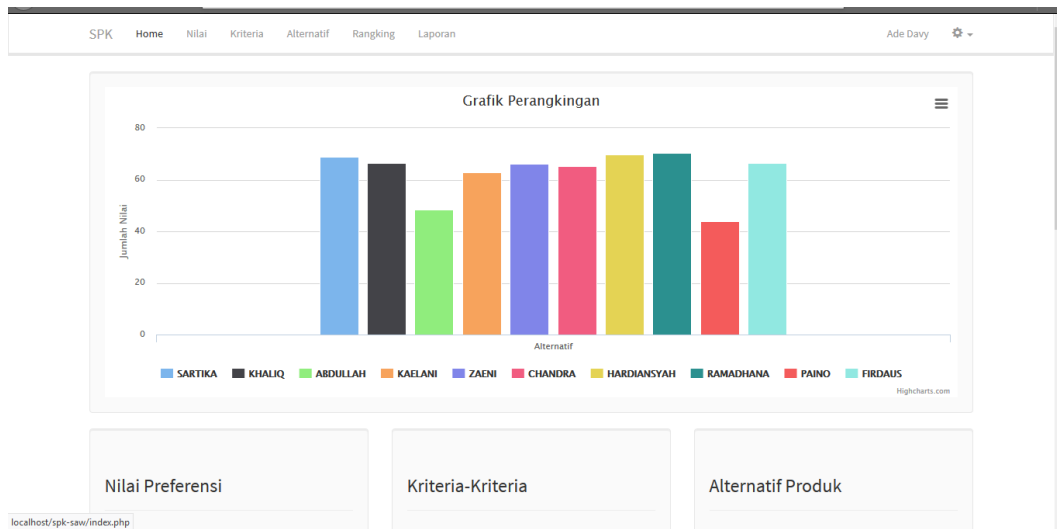 SPK Home Nilai Kriteria Alternatif Rangking Laporan Ade Davy
Grafik Perangkingan
Jumlah Nilai
80
60
40
20
0
Alternatif
SARTIKA KHALIQ ABDULLAH KAELANI ZAENI CHANDRA HARDIANSYAH RAMADHANA PAINO FIRDAUS
Highcharts.com
Nilai Preferensi Kriteria-Kriteria Alternatif Produk
localhost/spk-saw/index.php